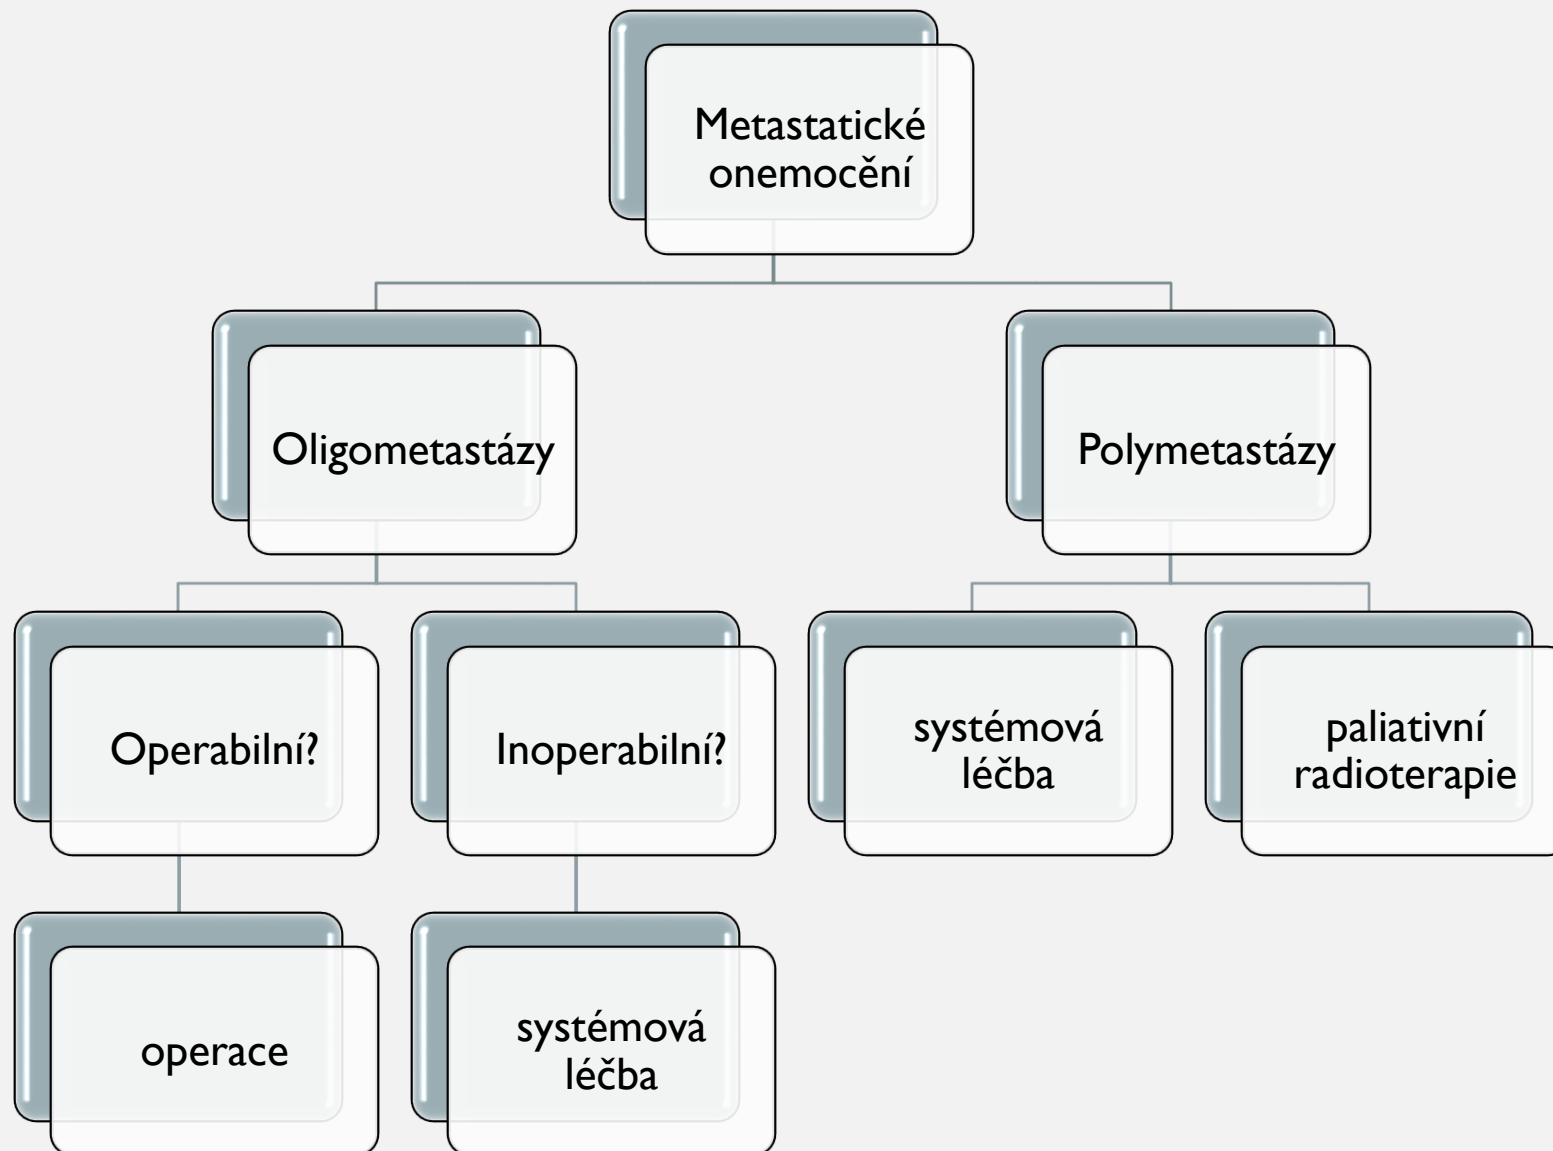 Metastatické
onemocění
Oligometastázy
Polymetastázy
Operabilní?
Inoperabilní?
systémová
léčba
paliativní
radioterapie
operace
systémová
léčba